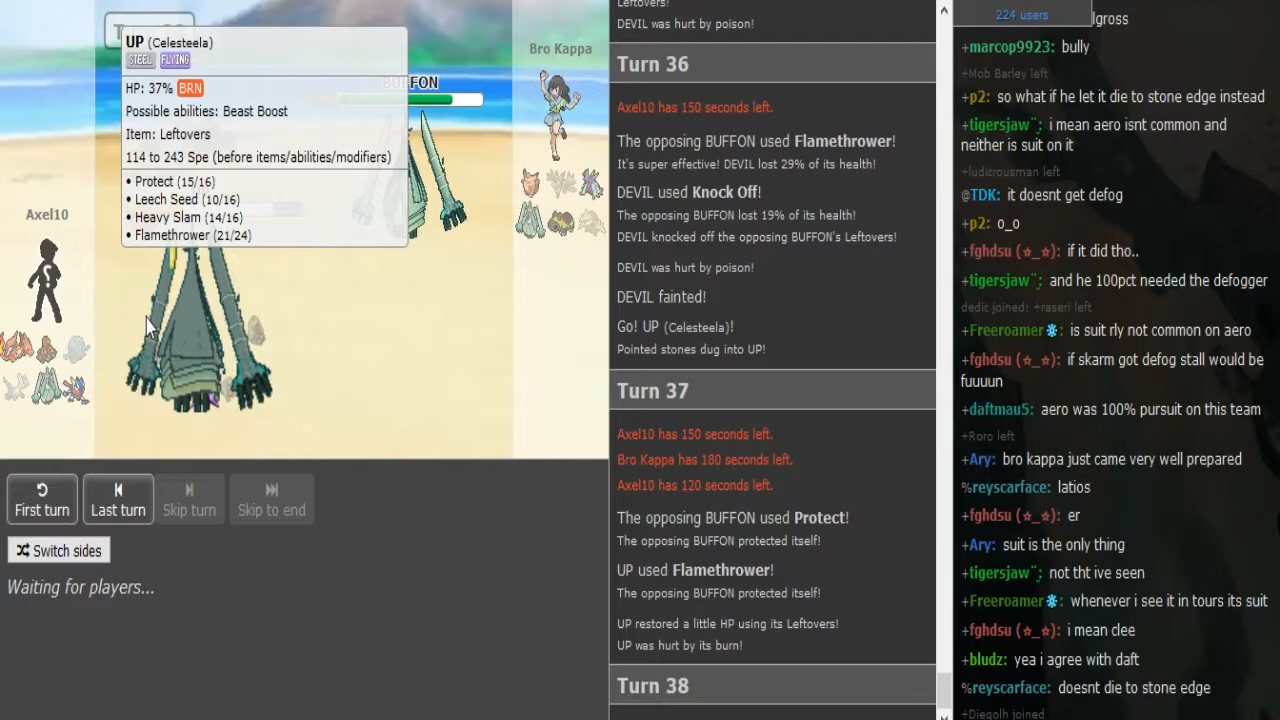 UP (Celesteela)
STEEL FLYING
HP: 37% BRN
Possible abilities: Beast Boost
Item: Leftovers
114 to 243 Spe (before items/abilities/modifiers)
• Protect (15/16)
• Leech Seed (10/16)
• Heavy Slam (14/16)
• Flamethrower (21/24)
BUFFON
Bro Kappa
Axel10
First turn
Last turn
Skip turn
Skip to end
Switch sides
Waiting for players...
Leftovers!
DEVIL was hurt by poison!
Turn 36
Axel10 has 150 seconds left.
The opposing BUFFON used Flamethrower!
It's super effective! DEVIL lost 29% of its health!
DEVIL used Knock Off!
The opposing BUFFON lost 19% of its health!
DEVIL knocked off the opposing BUFFON's Leftovers!
DEVIL was hurt by poison!
DEVIL fainted!
Go! UP (Celesteela)!
Pointed stones dug into UP!
Turn 37
Axel10 has 150 seconds left.
Bro Kappa has 180 seconds left.
Axel10 has 120 seconds left.
The opposing BUFFON used Protect!
The opposing BUFFON protected itself!
UP used Flamethrower!
The opposing BUFFON protected itself!
UP restored a little HP using its Leftovers!
UP was hurt by its burn!
Turn 38
224 users
lgross
+marcop9923: bully
+Mob Barley left
+p2: so what if he let it die to stone edge instead
+tigersjaw¨;: i mean aero isnt common and
neither is suit on it
+ludicrousman left
@TDK: it doesnt get defog
+p2: o_o
+fghdsu (☆_☆): if it did tho..
+tigersjaw¨;: and he 100pct needed the defogger
dedic joined; +raseri left
+Freeroamer❄: is suit rly not common on aero
+fghdsu (☆_☆): if skarm got defog stall would be
fuuuun
+daftmau5: aero was 100% pursuit on this team
+Roro left
+Ary: bro kappa just came very well prepared
%reyscarface: latios
+fghdsu (☆_☆): er
+Ary: suit is the only thing
+tigersjaw¨;: not tht ive seen
+Freeroamer❄: whenever i see it in tours its suit
+fghdsu (☆_☆): i mean clee
+bludz: yea i agree with daft
%reyscarface: doesnt die to stone edge
+Diegolh joined